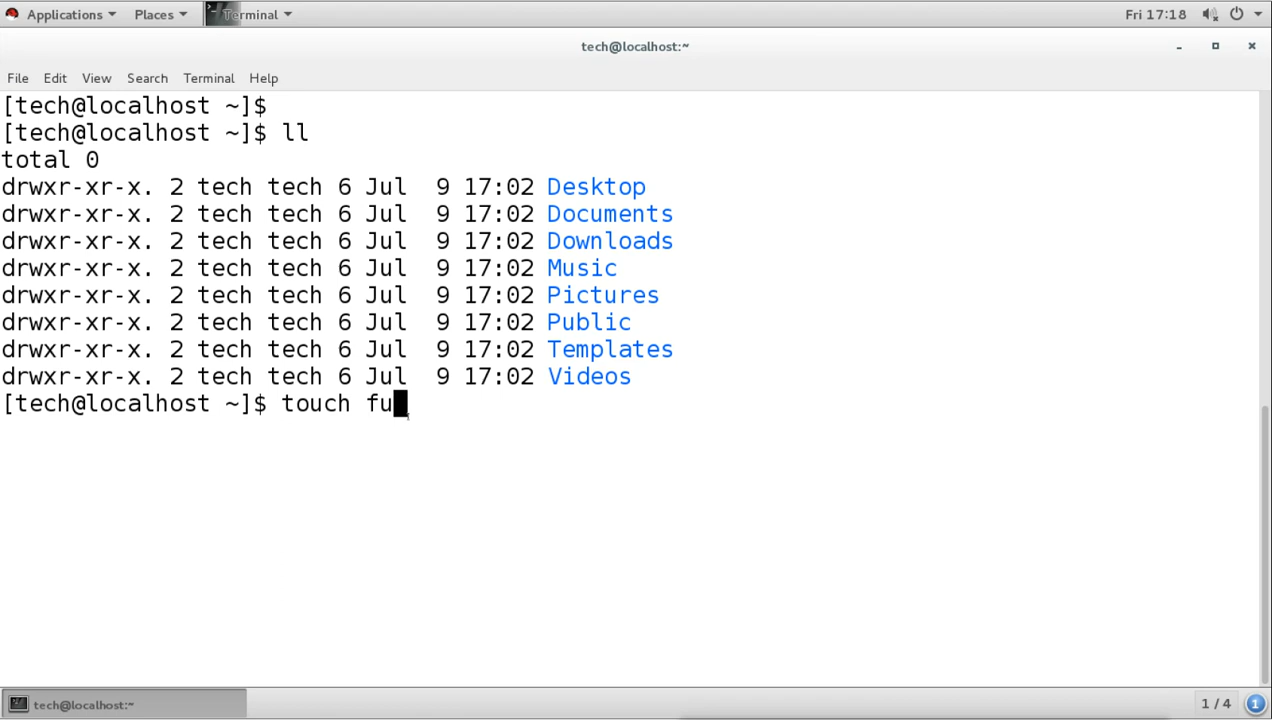 Applications Places Terminal Fri 17:18
tech@localhost:~
File Edit View Search Terminal Help
[tech@localhost ~]$
[tech@localhost ~]$ ll
total 0
drwxr-xr-x. 2 tech tech 6 Jul  9 17:02 Desktop
drwxr-xr-x. 2 tech tech 6 Jul  9 17:02 Documents
drwxr-xr-x. 2 tech tech 6 Jul  9 17:02 Downloads
drwxr-xr-x. 2 tech tech 6 Jul  9 17:02 Music
drwxr-xr-x. 2 tech tech 6 Jul  9 17:02 Pictures
drwxr-xr-x. 2 tech tech 6 Jul  9 17:02 Public
drwxr-xr-x. 2 tech tech 6 Jul  9 17:02 Templates
drwxr-xr-x. 2 tech tech 6 Jul  9 17:02 Videos
[tech@localhost ~]$ touch fu
tech@localhost:~ 1 / 4 1